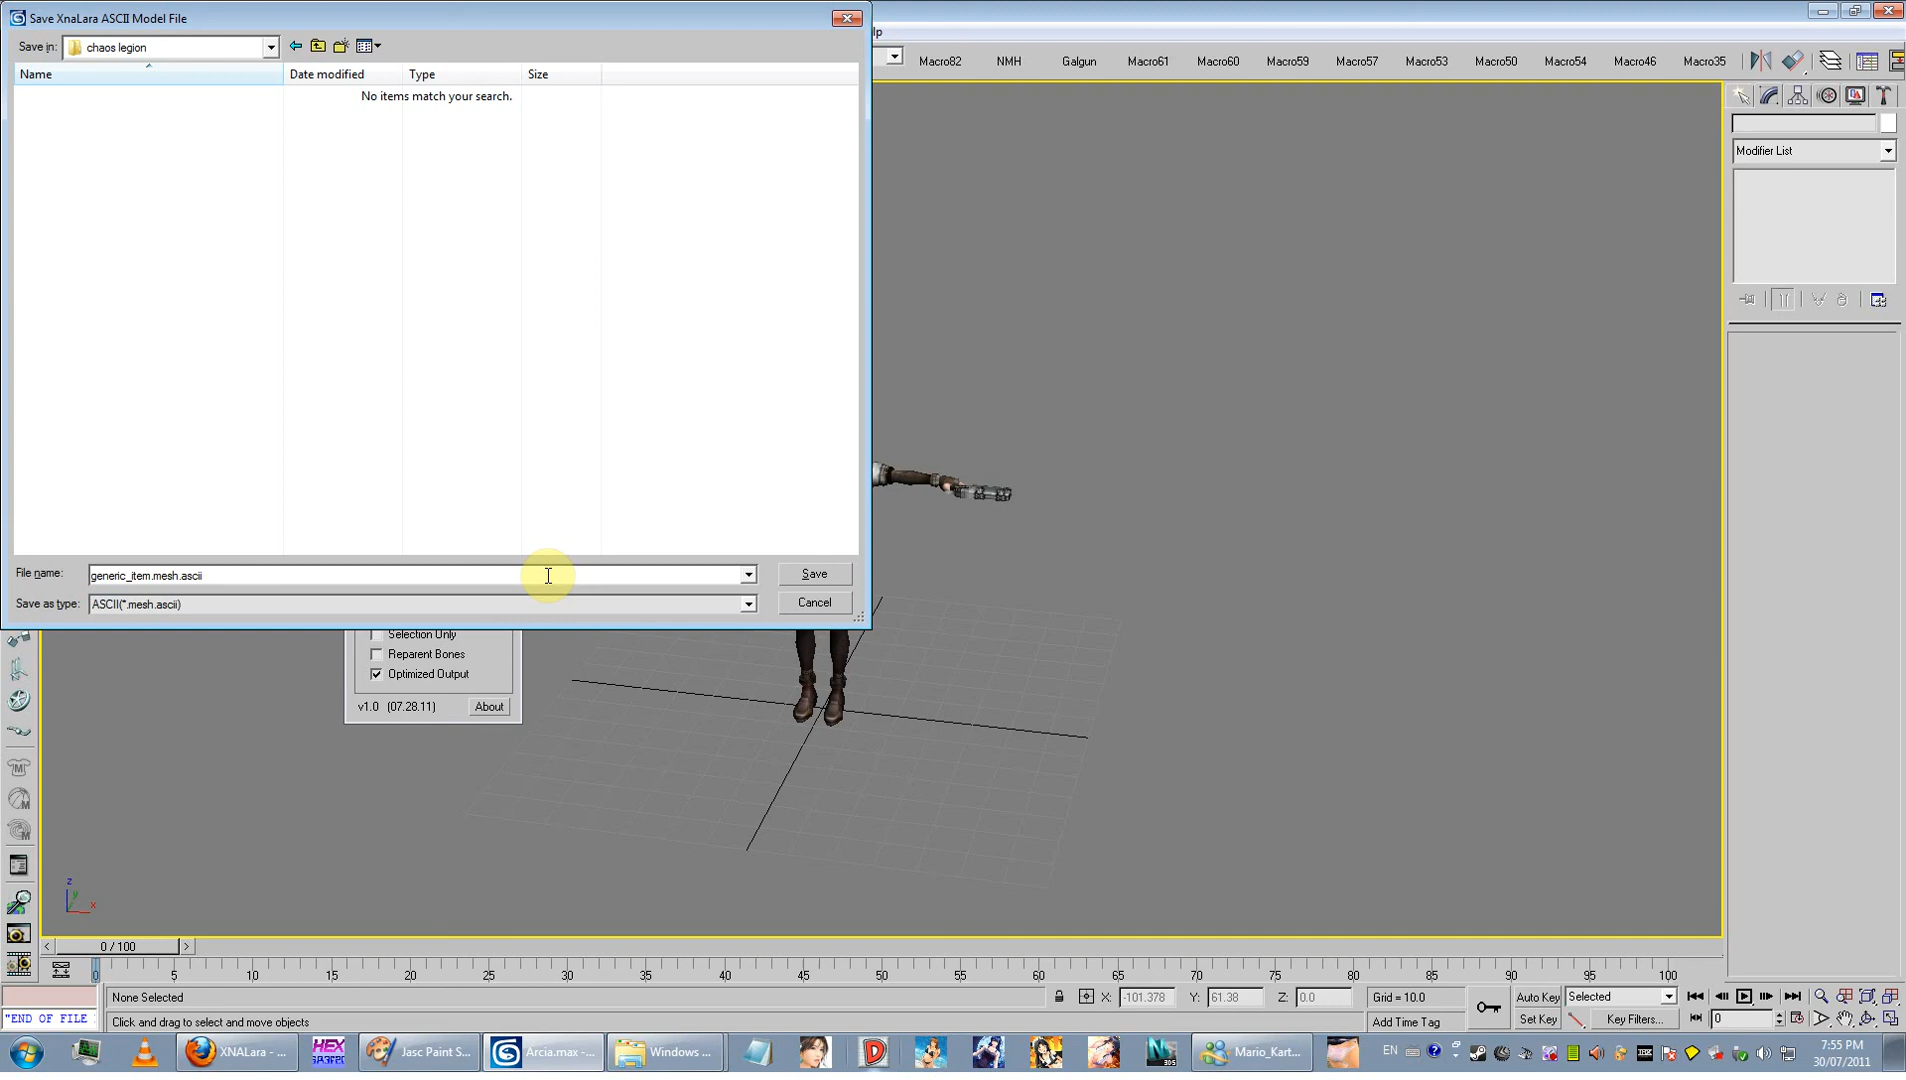 Save XnaLara ASCII Model File
lp
Save in: chaos legion
Macro82 NMH Galgun Macro61 Macro60 Macro59 Macro57 Macro53 Macro50 Macro54 Macro46 Macro35
Name Date modified Type Size
No items match your search.
Modifier List
File name: generic_item.mesh.ascii Save
Save as type: ASCII(*.mesh.ascii) Cancel
Selection Only
Reparent Bones
Optimized Output
v1.0 (07.28.11) About
z
y
x
< 0 / 100 >
0 5 10 15 20 25 30 35 40 45 50 55 60 65 70 75 80 85 90 95 100
None Selected X: -101.378 Y: 61.38 Z: 0.0 Grid = 10.0 Auto Key Selected
"END OF FILE Click and drag to select and move objects Add Time Tag Set Key Key Filters... 0
XNALara - ... HEX Jasc Paint S... Arcia.max -... Windows ... Mario_Kart... EN 7:55 PM
30/07/2011